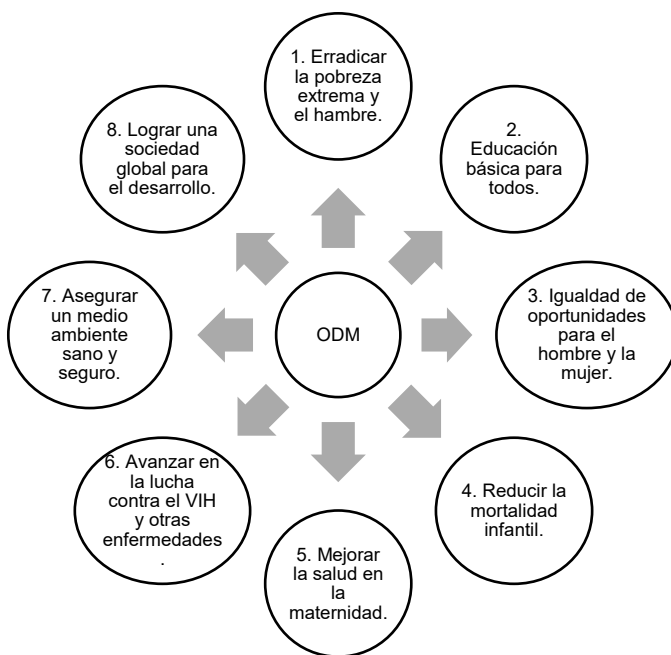 1. Erradicar
la pobreza
extrema y
el hambre.
2.
Educación
básica para
todos.
3. Igualdad de
oportunidades
para el
hombre y la
mujer.
4. Reducir la
mortalidad
infantil.
5. Mejorar
la salud en
la
maternidad.
6. Avanzar en
la lucha
contra el VIH
y otras
enfermedades
.
7. Asegurar
un medio
ambiente
sano y
seguro.
8. Lograr una
sociedad
global para
el desarrollo.
ODM